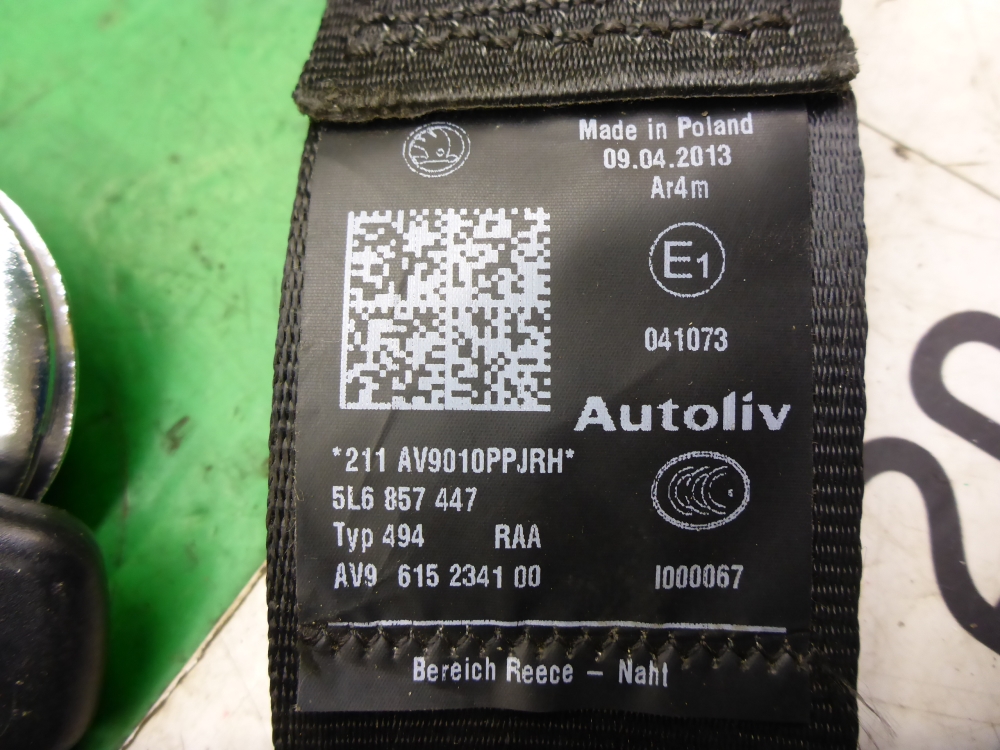 Made in Poland
09.04.2013
Ar4m
E1
041073
Autoliv
*211 AV9010PPJRH*
5L6 857 447
Typ 494 RAA
AV9 615 2341 00
I000067
Bereich Reece – Naht